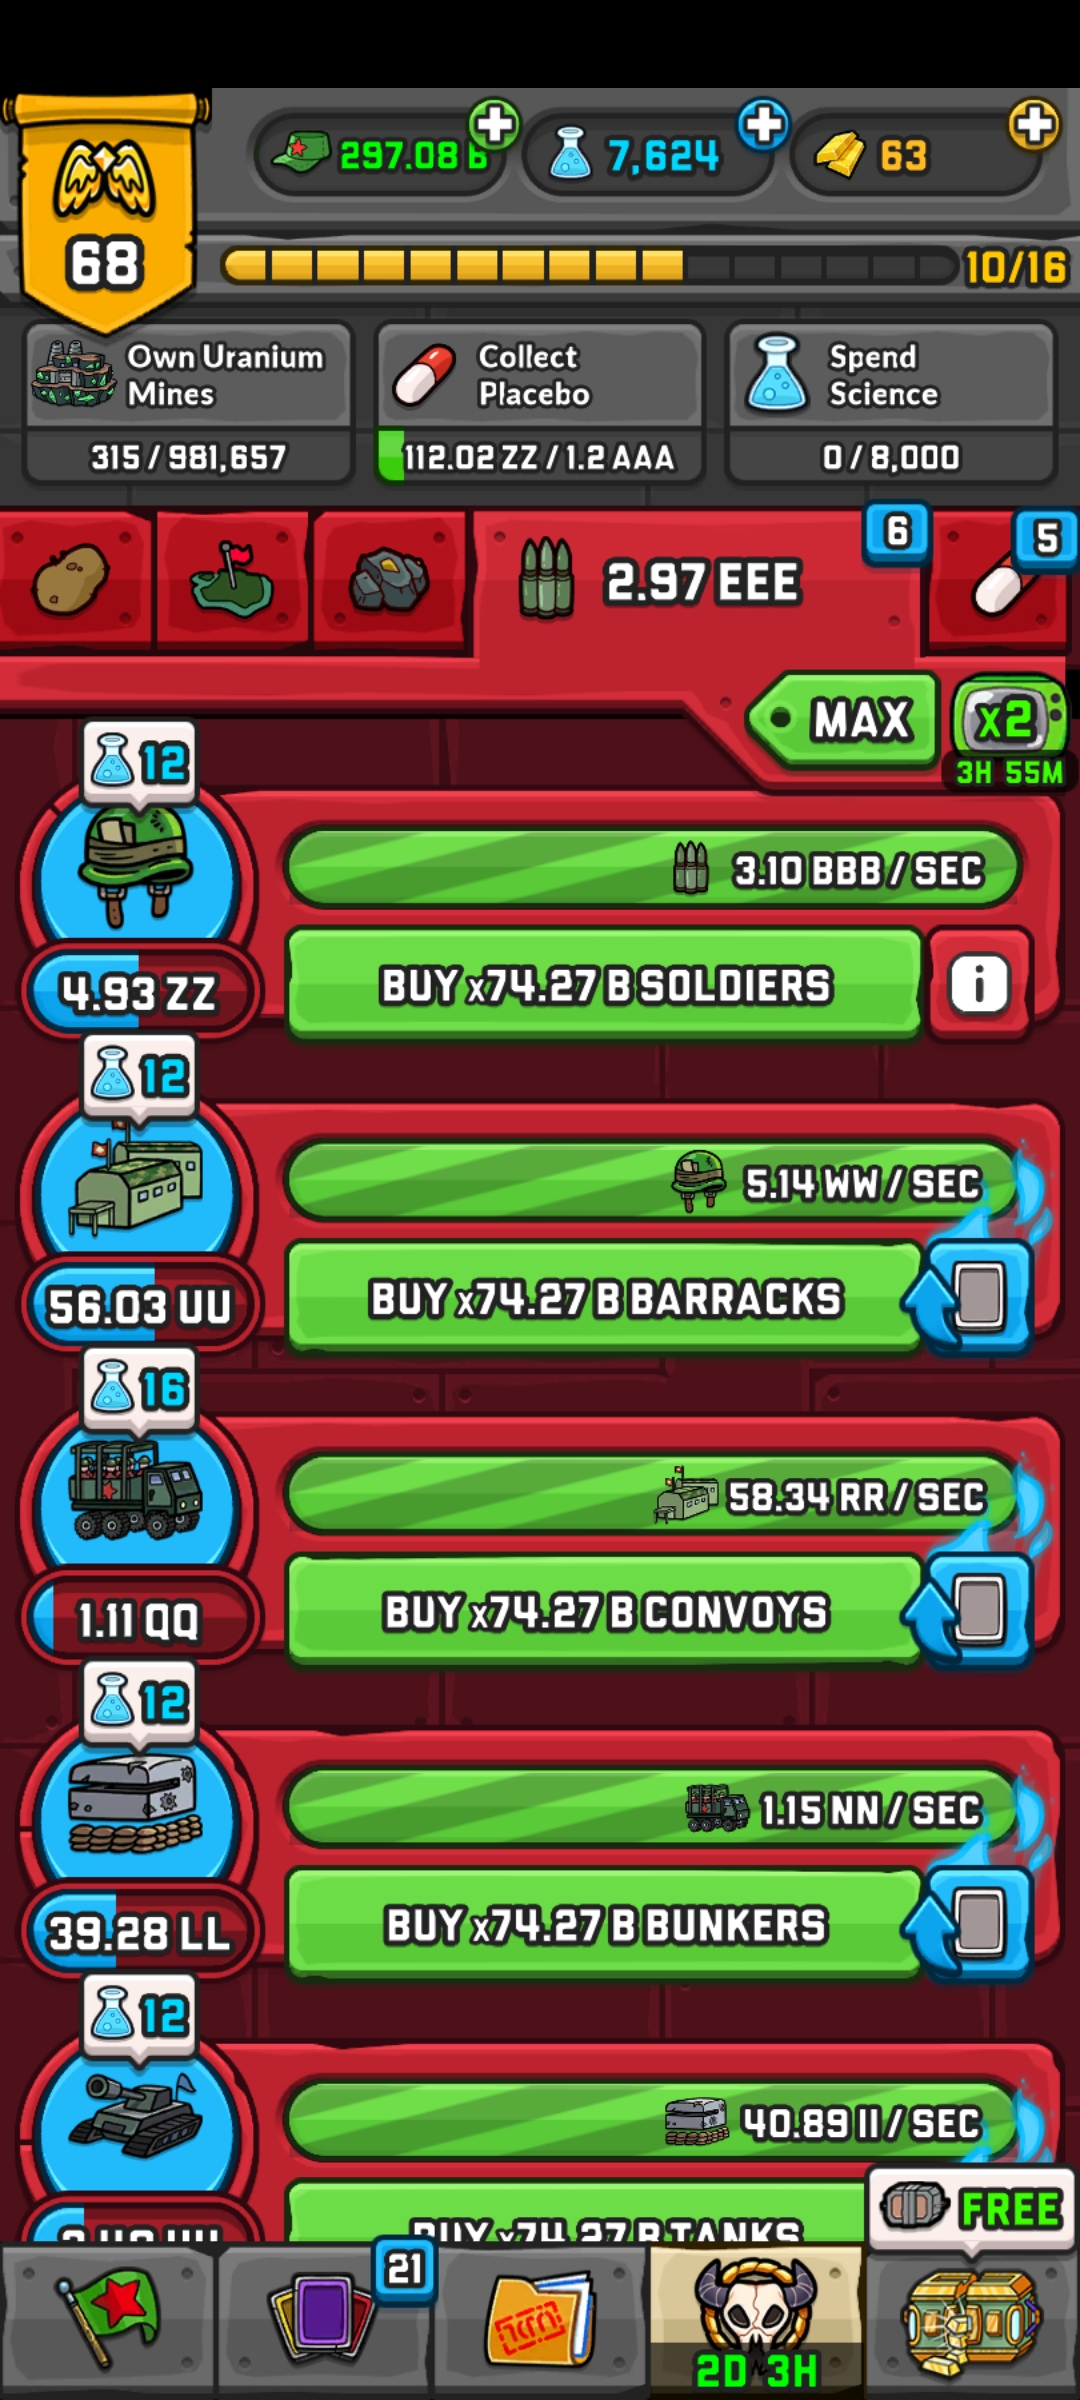 297.08 B
7,624
63
68
10/16
Own Uranium
Mines
Collect
Placebo
Spend
Science
315 / 981,657
112.02 ZZ / 1.2 AAA
0 / 8,000
2.97 EEE
6
5
MAX
x2
3H 55M
12
3.10 BBB / SEC
4.93 ZZ
BUY x74.27 B SOLDIERS
i
12
5.14 WW / SEC
56.03 UU
BUY x74.27 B BARRACKS
16
58.34 RR / SEC
1.11 QQ
BUY x74.27 B CONVOYS
12
1.15 NN / SEC
39.28 LL
BUY x74.27 B BUNKERS
12
40.89 II / SEC
BUY x74.27 B TANKS
FREE
21
2D 3H